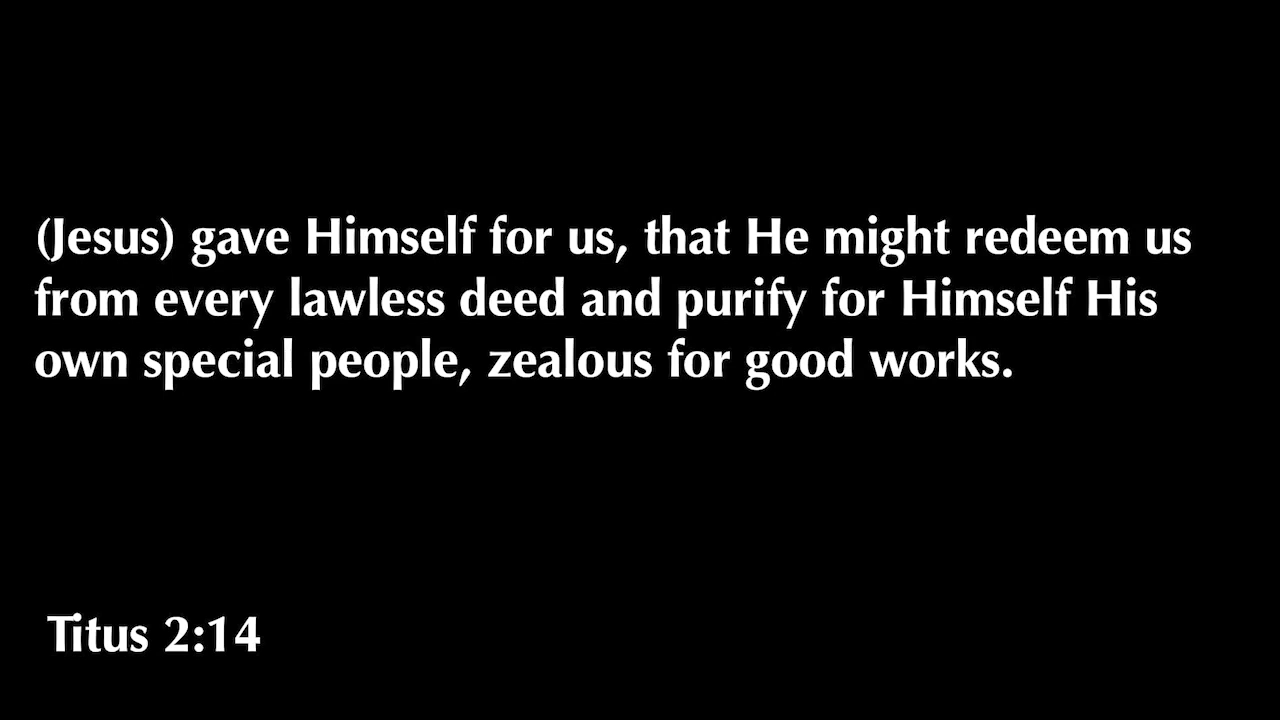 (Jesus) gave Himself for us, that He might redeem us
from every lawless deed and purify for Himself His
own special people, zealous for good works.
Titus 2:14